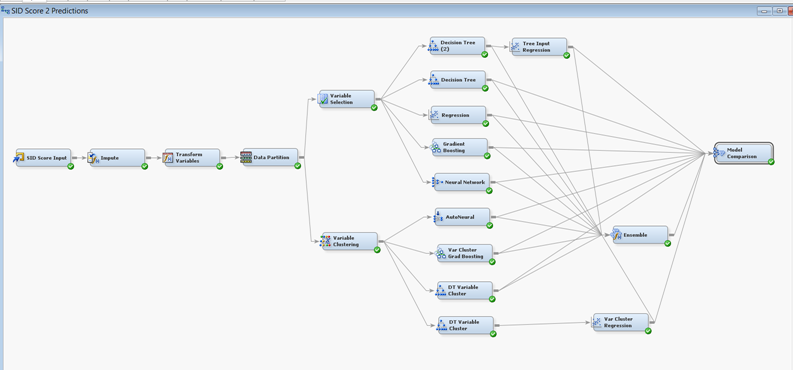 SID Score 2 Predictions
Decision Tree
(2)
Tree Input
Regression
Decision Tree
Variable
Selection
Regression
Gradient
Boosting
SID Score Input
Impute
Transform
Variables
Data Partition
Model
Comparison
Neural Network
AutoNeural
Variable
Clustering
Ensemble
Var Cluster
Grad Boosting
DT Variable
Cluster
DT Variable
Cluster
Var Cluster
Regression